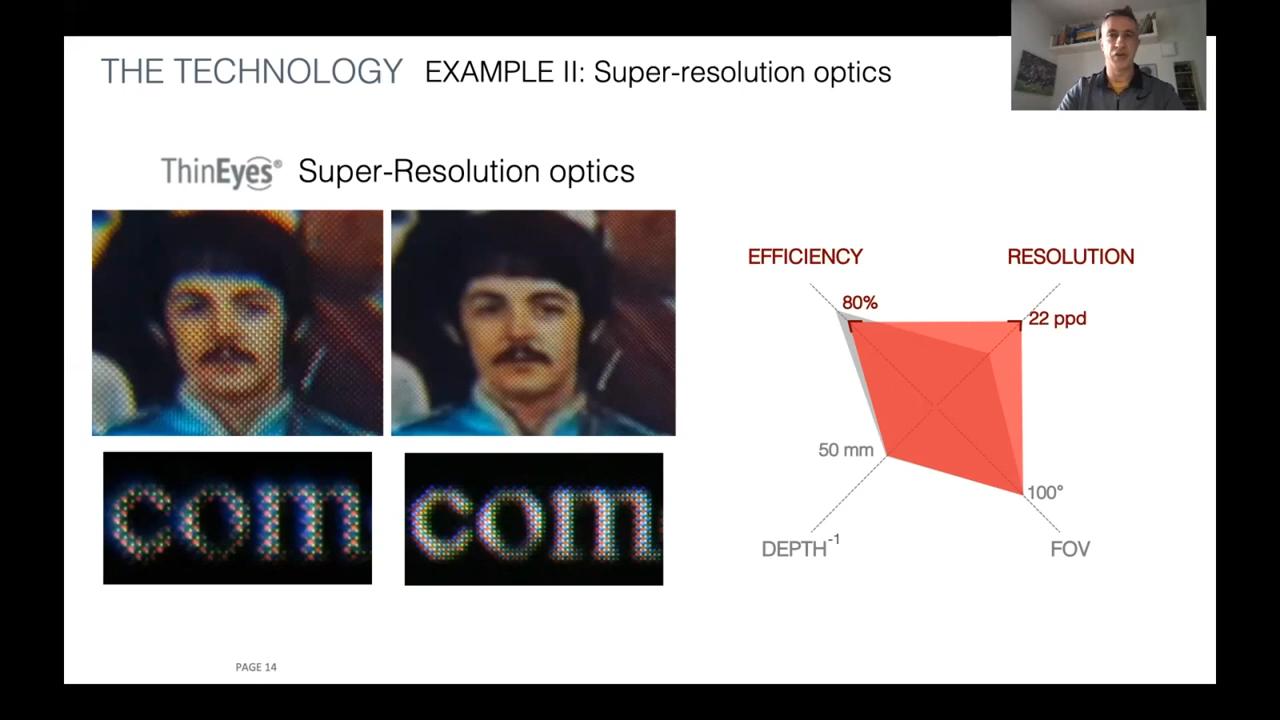 THE TECHNOLOGY EXAMPLE II: Super-resolution optics
ThinEyes® Super-Resolution optics
com
com
EFFICIENCY
RESOLUTION
80%
22 ppd
50 mm
100°
DEPTH-1
FOV
PAGE 14